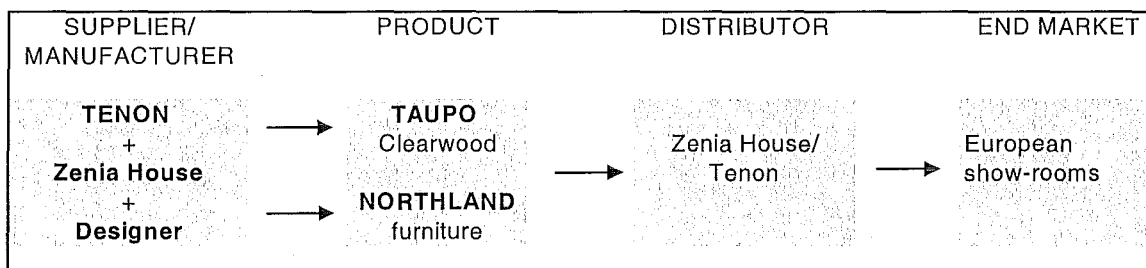 SUPPLIER/
MANUFACTURER
PRODUCT
DISTRIBUTOR
END MARKET
TENON
+
Zenia House
+
Designer
TAUPO
Clearwood
NORTHLAND
furniture
Zenia House/
Tenon
European
show-rooms